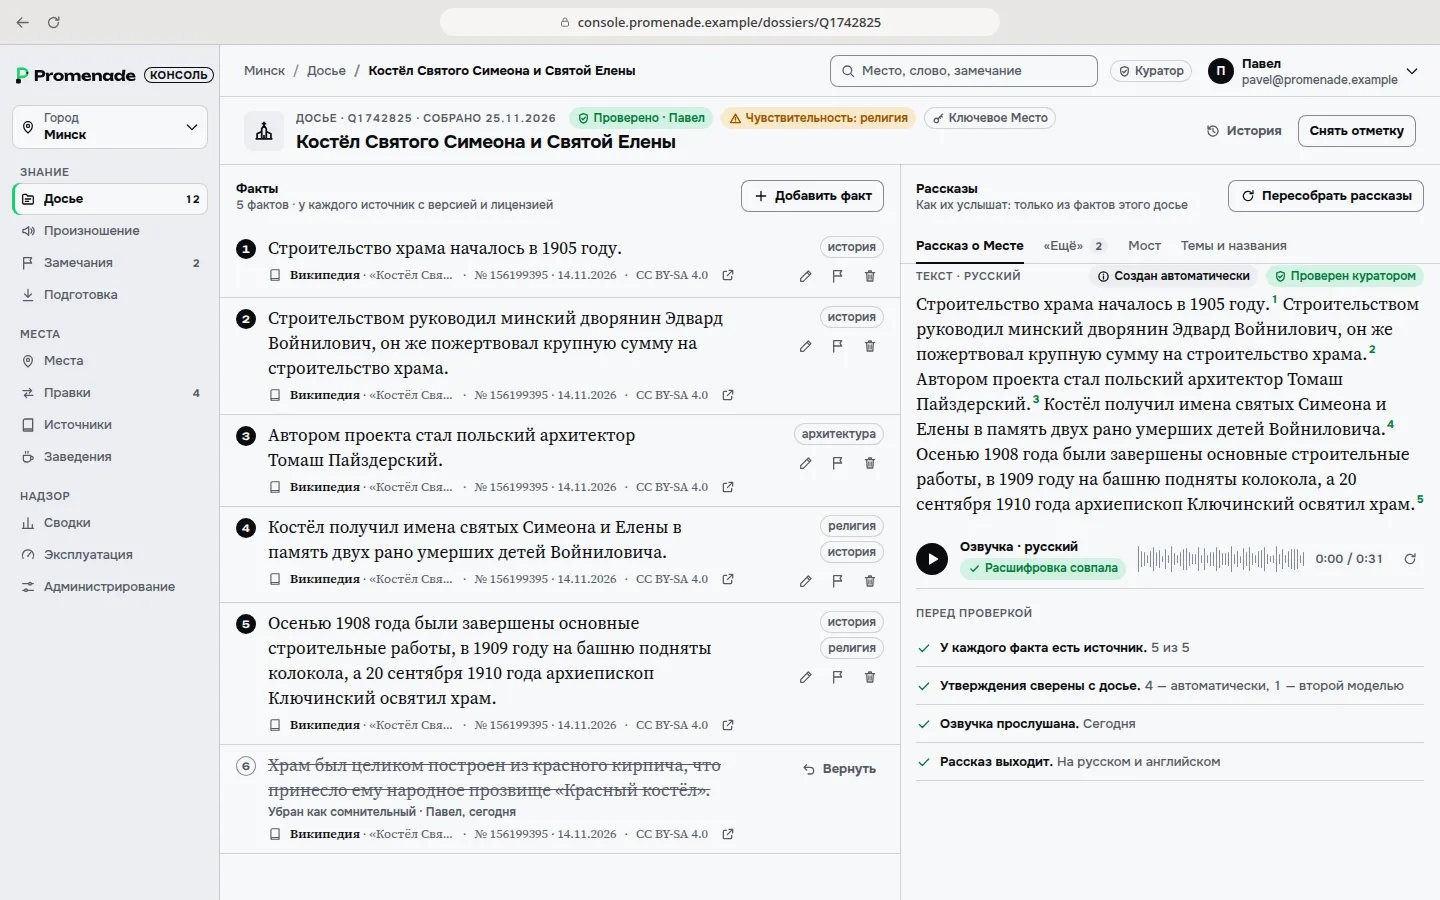 console.promenade.example/dossiers/Q1742825
Promenade КОНСОЛЬ
Город
Минск
ЗНАНИЕ
Досье 12
Произношение
Замечания 2
Подготовка
МЕСТА
Места
Правки 4
Источники
Заведения
НАДЗОР
Сводки
Эксплуатация
Администрирование
Минск / Досье / Костёл Святого Симеона и Святой Елены
Место, слово, замечание
Куратор
П
Павел
pavel@promenade.example
ДОСЬЕ · Q1742825 · СОБРАНО 25.11.2026 Проверено · Павел Чувствительность: религия Ключевое Место
Костёл Святого Симеона и Святой Елены
История Снять отметку
Факты
5 фактов · у каждого источник с версией и лицензией
Добавить факт
1 Строительство храма началось в 1905 году. история
Википедия · «Костёл Свя… · № 156199395 · 14.11.2026 · CC BY-SA 4.0
2 Строительством руководил минский дворянин Эдвард история
Войнилович, он же пожертвовал крупную сумму на
строительство храма.
Википедия · «Костёл Свя… · № 156199395 · 14.11.2026 · CC BY-SA 4.0
3 Автором проекта стал польский архитектор архитектура
Томаш Пайздерский.
Википедия · «Костёл Свя… · № 156199395 · 14.11.2026 · CC BY-SA 4.0
4 Костёл получил имена святых Симеона и Елены в религия
память двух рано умерших детей Войниловича. история
Википедия · «Костёл Свя… · № 156199395 · 14.11.2026 · CC BY-SA 4.0
5 Осенью 1908 года были завершены основные история
строительные работы, в 1909 году на башню подняты религия
колокола, а 20 сентября 1910 года архиепископ
Ключинский освятил храм.
Википедия · «Костёл Свя… · № 156199395 · 14.11.2026 · CC BY-SA 4.0
6 Храм был целиком построен из красного кирпича, что Вернуть
принесло ему народное прозвище «Красный костёл».
Убран как сомнительный · Павел, сегодня
Википедия · «Костёл Свя… · № 156199395 · 14.11.2026 · CC BY-SA 4.0
Рассказы
Как их услышат: только из фактов этого досье
Пересобрать рассказы
Рассказ о Месте «Ещё» 2 Мост Темы и названия
ТЕКСТ · РУССКИЙ Создан автоматически Проверен куратором
Строительство храма началось в 1905 году.1 Строительством
руководил минский дворянин Эдвард Войнилович, он же
пожертвовал крупную сумму на строительство храма.2
Автором проекта стал польский архитектор Томаш
Пайздерский.3 Костёл получил имена святых Симеона и
Елены в память двух рано умерших детей Войниловича.4
Осенью 1908 года были завершены основные строительные
работы, в 1909 году на башню подняты колокола, а 20
сентября 1910 года архиепископ Ключинский освятил храм.5
Озвучка · русский
Расшифровка совпала
0:00 / 0:31
ПЕРЕД ПРОВЕРКОЙ
У каждого факта есть источник. 5 из 5
Утверждения сверены с досье. 4 — автоматически, 1 — второй моделью
Озвучка прослушана. Сегодня
Рассказ выходит. На русском и английском